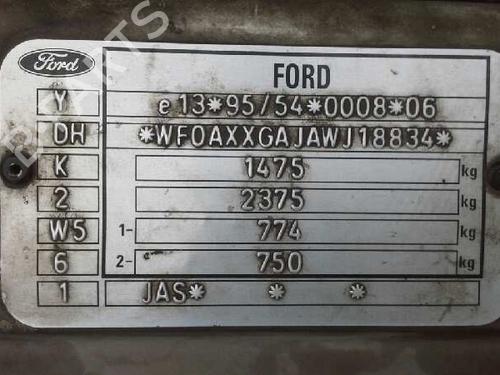 Ford
FORD
Y e13*95/54*0008*06
DH *WF0AXXGAJAWJ18834*
K 1475 kg
2 2375 kg
W5 1- 774 kg
6 2- 750 kg
1 JAS* * *